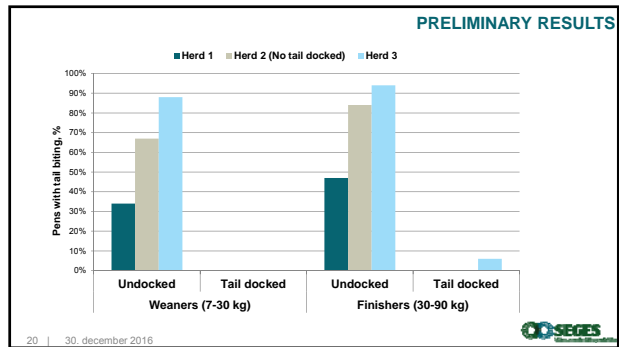 PRELIMINARY RESULTS
Herd 1 Herd 2 (No tail docked) Herd 3
Pens with tail biting, %
100%
90%
80%
70%
60%
50%
40%
30%
20%
10%
0%
Undocked Tail docked Undocked Tail docked
Weaners (7-30 kg) Finishers (30-90 kg)
20 | 30. december 2016
SEGES